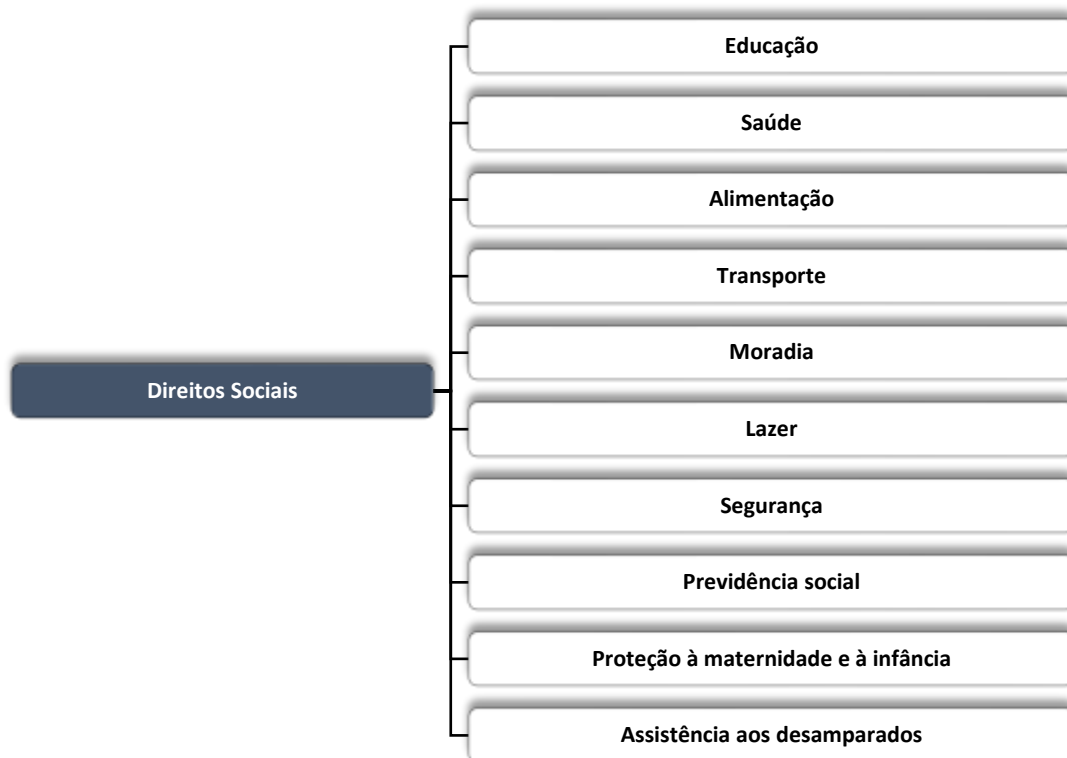 Educação
Saúde
Alimentação
Transporte
Moradia
Direitos Sociais
Lazer
Segurança
Previdência social
Proteção à maternidade e à infância
Assistência aos desamparados